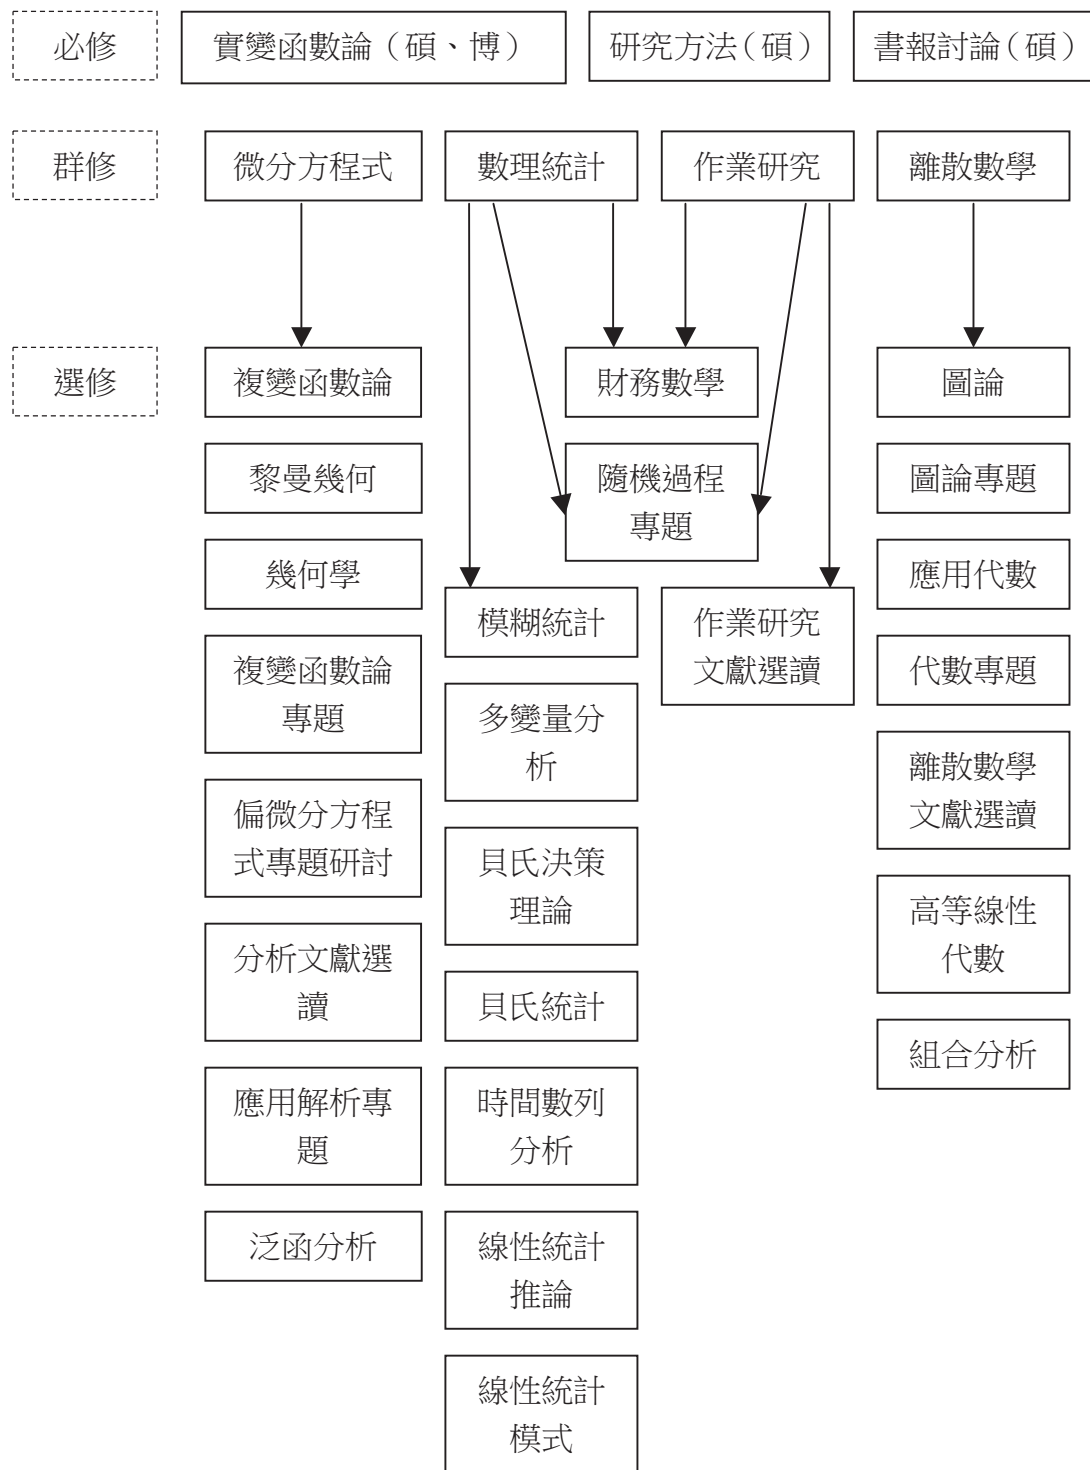 必修
實變函數論（碩、博）
研究方法（碩）
書報討論（碩）
群修
微分方程式
數理統計
作業研究
離散數學
選修
複變函數論
財務數學
圖論
黎曼幾何
隨機過程
專題
圖論專題
幾何學
應用代數
模糊統計
作業研究
文獻選讀
複變函數論
專題
代數專題
多變量分
析
離散數學
文獻選讀
偏微分方程
式專題研討
貝氏決策
理論
高等線性
代數
分析文獻選
讀
貝氏統計
組合分析
應用解析專
題
時間數列
分析
泛函分析
線性統計
推論
線性統計
模式